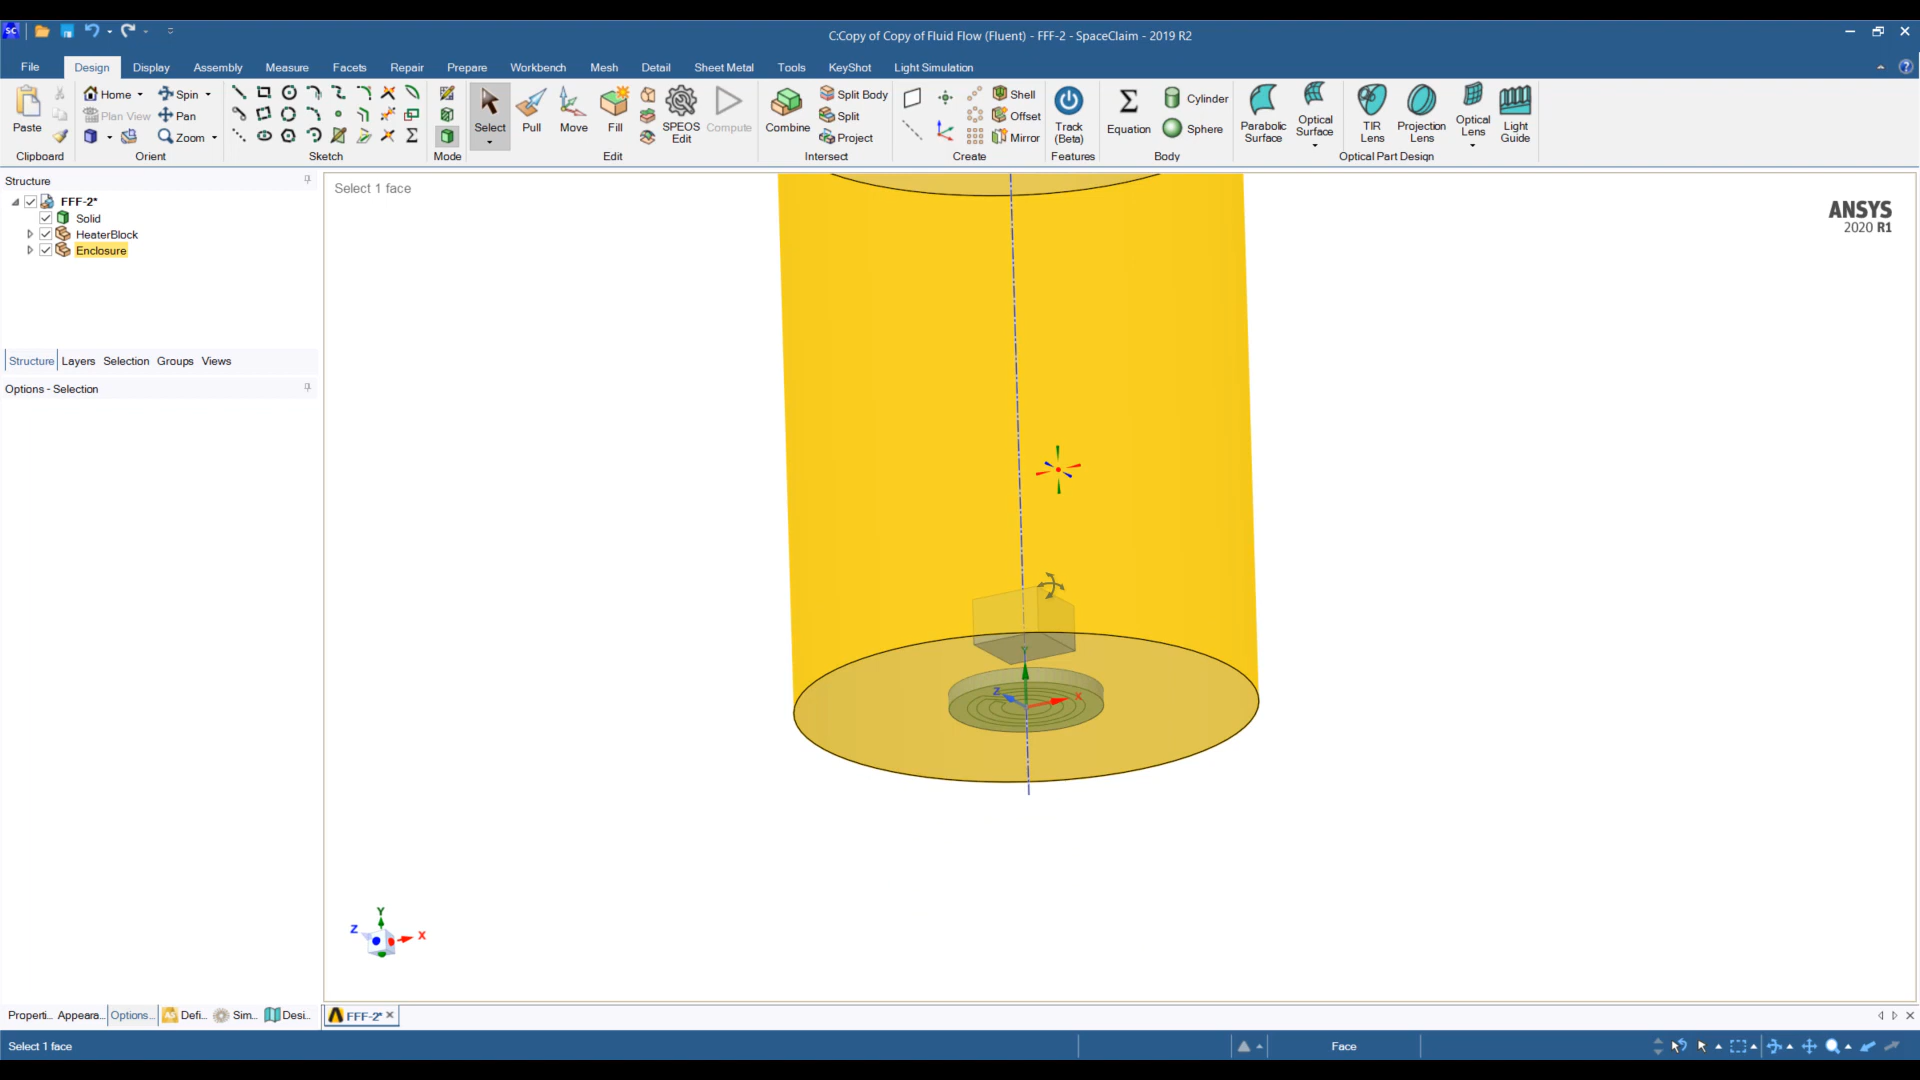 SC
C:Copy of Copy of Fluid Flow (Fluent) - FFF-2 - SpaceClaim - 2019 R2
File Design Display Assembly Measure Facets Repair Prepare Workbench Mesh Detail Sheet Metal Tools KeyShot Light Simulation
Paste
Clipboard
Home
Plan View
Spin
Pan
Zoom
Orient
Sketch
Mode
Select
Pull
Move
Fill
SPEOS
Edit
Compute
Edit
Combine
Split Body
Split
Project
Intersect
Shell
Offset
Mirror
Create
Track
(Beta)
Features
Equation
Cylinder
Sphere
Body
Parabolic
Surface
Optical
Surface
TIR
Lens
Projection
Lens
Optical
Lens
Light
Guide
Optical Part Design
Structure
FFF-2*
Solid
HeaterBlock
Enclosure
Structure Layers Selection Groups Views
Options - Selection
Select 1 face
ANSYS
2020 R1
Y
Z
X
Y
Z
X
Properti... Appeara... Options... Defi... Sim... Desi...
FFF-2*
Select 1 face
Face